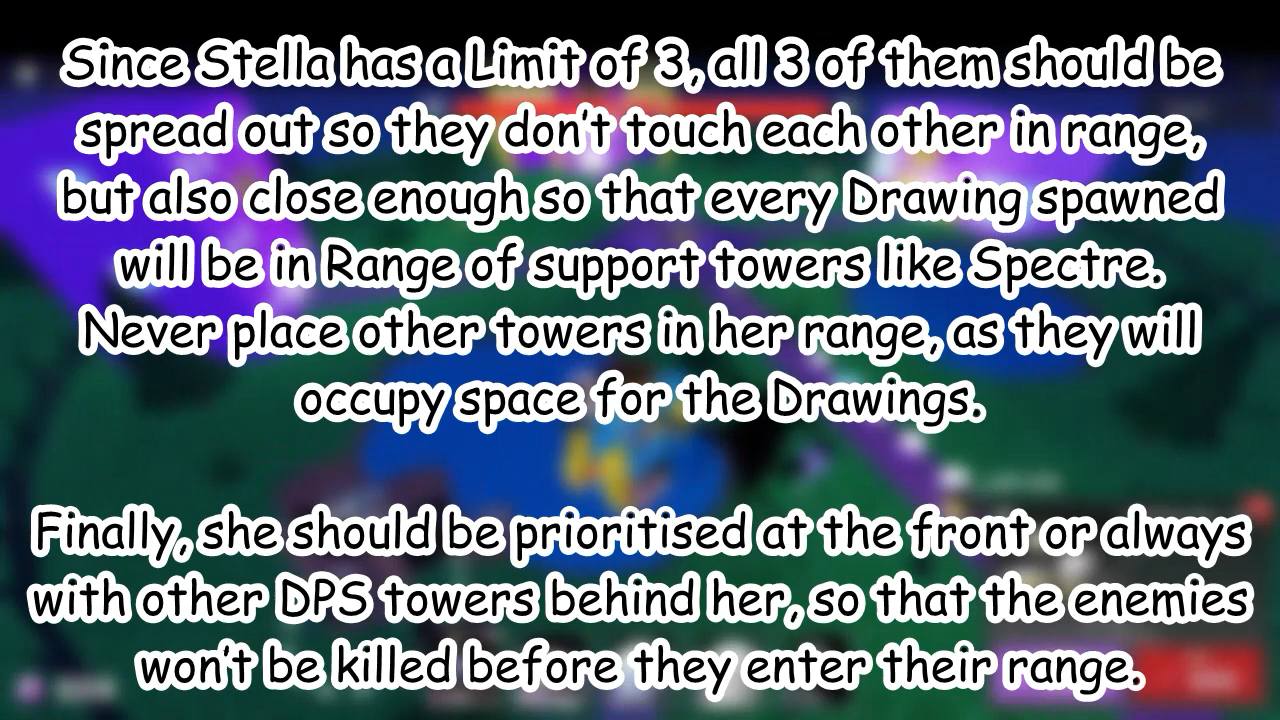 Since Stella has a Limit of 3, all 3 of them should be
spread out so they don't touch each other in range,
but also close enough so that every Drawing spawned
will be in Range of support towers like Spectre.
Never place other towers in her range, as they will
occupy space for the Drawings.
Finally, she should be prioritised at the front or always
with other DPS towers behind her, so that the enemies
won't be killed before they enter their range.